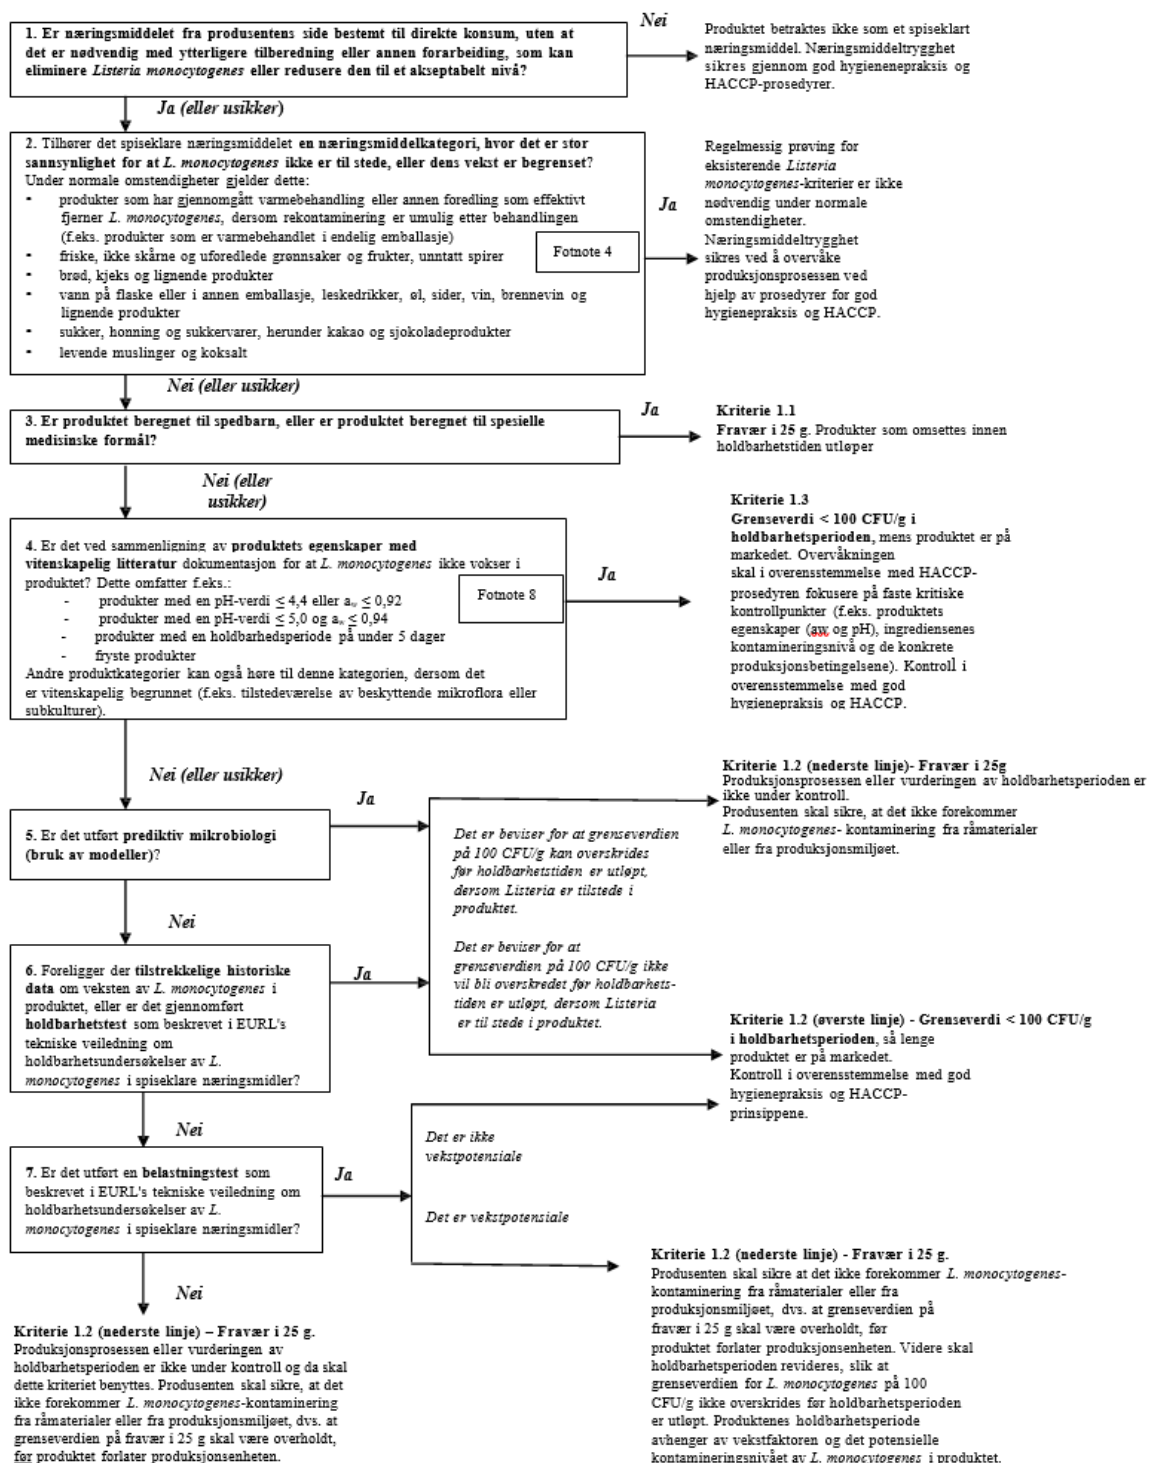 1. Er næringsmiddelet fra produsentens side bestemt til direkte konsum, uten at
det er nødvendig med ytterligere tilberedning eller annen forarbeiding, som kan
eliminere Listeria monocytogenes eller redusere den til et akseptabelt nivå?
Nei
Produktet betraktes ikke som et spiseklart
næringsmiddel. Næringsmiddeltrygghet
sikres gjennom god hygienepraksis og
HACCP-prosedyrer.
Ja (eller usikker)
2. Tilhører det spiseklare næringsmiddelet en næringsmiddelkategori, hvor det er stor
sannsynlighet for at L. monocytogenes ikke er til stede, eller dens vekst er begrenset?
Under normale omstendigheter gjelder dette:
- produkter som har gjennomgått varmebehandling eller annen foredling som effektivt
fjerner L. monocytogenes, dersom rekontaminering er umulig etter behandlingen
(f.eks. produkter som er varmebehandlet i endelig emballasje)
- friske, ikke skårne og uforedlede grønnsaker og frukter, unntatt spirer
- brød, kjeks og lignende produkter
- vann på flaske eller i annen emballasje, leskedrikker, øl, sider, vin, brennevin og
lignende produkter
- sukker, honning og sukkervarer, herunder kakao og sjokoladeprodukter
- levende muslinger og koksalt
Fotnote 4
Ja
Regelmessig prøving for
eksisterende Listeria
monocytogenes-kriterier er ikke
nødvendig under normale
omstendigheter.
Næringsmiddeltrygghet
sikres ved å overvåke
produksjonsprosessen ved
hjelp av prosedyrer for god
hygienepraksis og HACCP.
Nei (eller usikker)
3. Er produktet beregnet til spedbarn, eller er produktet beregnet til spesielle
medisinske formål?
Ja
Kriterie 1.1
Fravær i 25 g. Produkter som omsettes innen
holdbarhetstiden utløper
Nei (eller
usikker)
4. Er det ved sammenligning av produktets egenskaper med
vitenskapelig litteratur dokumentasjon for at L. monocytogenes ikke vokser i
produktet? Dette omfatter f.eks.:
- produkter med en pH-verdi ≤ 4,4 eller aw ≤ 0,92
- produkter med en pH-verdi ≤ 5,0 og aw ≤ 0,94
- produkter med en holdbarhedsperiode på under 5 dager
- fryste produkter
Andre produktkategorier kan også høre til denne kategorien, dersom det
er vitenskapelig begrunnet (f.eks. tilstedeværelse av beskyttende mikroflora eller
subkulturer).
Fotnote 8
Ja
Kriterie 1.3
Grenseverdi < 100 CFU/g i
holdbarhetsperioden, mens produktet er på
markedet. Overvåkningen
skal i overensstemmelse med HACCP-
prosedyren fokusere på faste kritiske
kontrollpunkter (f.eks. produktets
egenskaper (aw og pH), ingrediensenes
kontamineringsnivå og de konkrete
produksjonsbetingelsene). Kontroll i
overensstemmelse med god
hygienepraksis og HACCP.
Nei (eller usikker)
5. Er det utført prediktiv mikrobiologi
(bruk av modeller)?
Ja
Kriterie 1.2 (nederste linje)- Fravær i 25g
Produksjonsprosessen eller vurderingen av holdbarhetsperioden er
ikke under kontroll.
Produsenten skal sikre, at det ikke forekommer
L. monocytogenes- kontaminering fra råmaterialer
eller fra produksjonsmiljøet.
Det er beviser for at grenseverdien
på 100 CFU/g kan overskrides
før holdbarhetstiden er utløpt,
dersom Listeria er tilstede i
produktet.
Nei
6. Foreligger der tilstrekkelige historiske
data om veksten av L. monocytogenes i
produktet, eller er det gjennomført
holdbarhetstest som beskrevet i EURL's
tekniske veiledning om
holdbarhetsundersøkelser av L.
monocytogenes i spiseklare næringsmidler?
Ja
Det er beviser for at
grenseverdien på 100 CFU/g ikke
vil bli overskredet før holdbarhets-
tiden er utløpt, dersom Listeria
er til stede i produktet.
Kriterie 1.2 (øverste linje) - Grenseverdi < 100 CFU/g
i holdbarhetsperioden, så lenge
produktet er på markedet.
Kontroll i overensstemmelse med god
hygienepraksis og HACCP-
prinsippene.
Nei
7. Er det utført en belastningstest som
beskrevet i EURL's tekniske veiledning om
holdbarhetsundersøkelser av L.
monocytogenes i spiseklare næringsmidler?
Ja
Det er ikke
vekstpotensiale
Det er vekstpotensiale
Kriterie 1.2 (nederste linje) - Fravær i 25 g.
Produsenten skal sikre at det ikke forekommer L. monocytogenes-
kontaminering fra råmaterialer eller fra
produksjonsmiljøet, dvs. at grenseverdien på
fravær i 25 g skal være overholdt, før
produktet forlater produksjonsenheten. Videre skal
holdbarhetsperioden revideres, slik at
grenseverdien for L. monocytogenes på 100
CFU/g ikke overskrides før holdbarhetsperioden
er utløpt. Produktenes holdbarhetsperiode
avhenger av vekstfaktoren og det potensielle
kontamineringsnivået av L. monocytogenes i produktet.
Nei
Kriterie 1.2 (nederste linje) – Fravær i 25 g.
Produksjonsprosessen eller vurderingen av
holdbarhetsperioden er ikke under kontroll og da skal
dette kriteriet benyttes. Produsenten skal sikre, at det
ikke forekommer L. monocytogenes-kontaminering
fra råmaterialer eller fra produksjonsmiljøet, dvs. at
grenseverdien på fravær i 25 g skal være overholdt,
før produktet forlater produksjonsenheten.